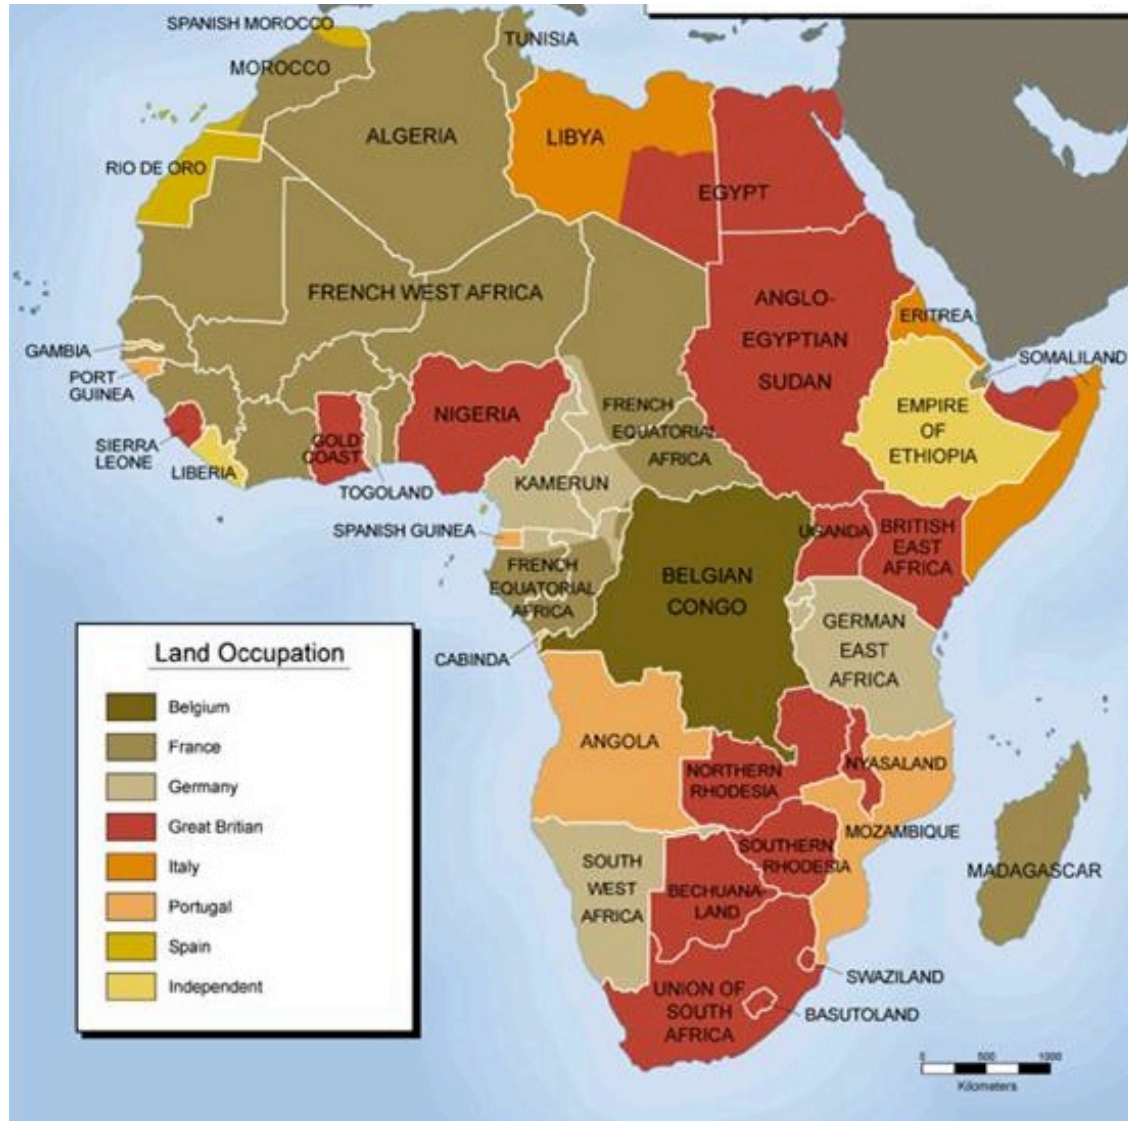 SPANISH MOROCCO
TUNISIA
MOROCCO
ALGERIA
LIBYA
RIO DE ORO
EGYPT
FRENCH WEST AFRICA
ANGLO-
EGYPTIAN
SUDAN
ERITREA
GAMBIA
SOMALILAND
PORT
GUINEA
NIGERIA
FRENCH
EQUATORIAL
AFRICA
EMPIRE
OF
ETHIOPIA
SIERRA
LEONE
LIBERIA
GOLD
COAST
TOGOLAND
KAMERUN
SPANISH GUINEA
UGANDA
BRITISH
EAST
AFRICA
FRENCH
EQUATORIAL
AFRICA
BELGIAN
CONGO
GERMAN
EAST
AFRICA
CABINDA
Land Occupation
Belgium
France
Germany
Great Britian
Italy
Portugal
Spain
Independent
ANGOLA
NORTHERN
RHODESIA
NYASALAND
MOZAMBIQUE
SOUTHERN
RHODESIA
MADAGASCAR
SOUTH
WEST
AFRICA
BECHUANA-
LAND
SWAZILAND
UNION OF
SOUTH
AFRICA
BASUTOLAND
0 500 1000
Kilometers